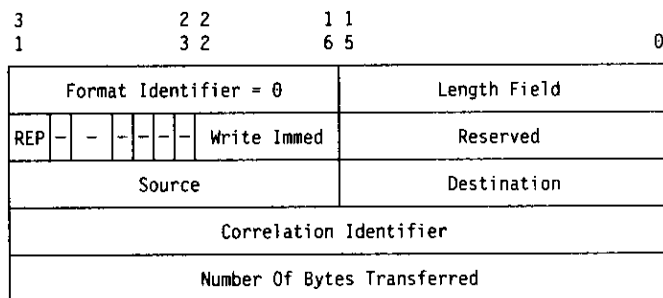 3 2 2 1 1
1 3 2 6 5 0
Format Identifier = 0 Length Field
REP - - - - - Write Immed Reserved
Source Destination
Correlation Identifier
Number Of Bytes Transferred